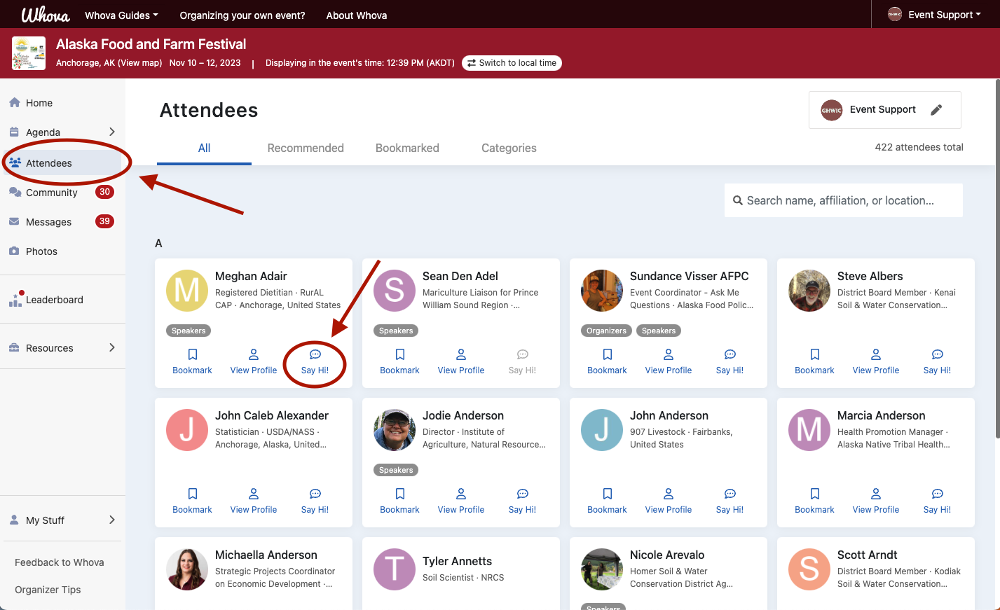 Whova
Whova Guides
Organizing your own event?
About Whova
GHWIC
Event Support
Alaska Food and Farm Festival
Anchorage, AK (View map) Nov 10 – 12, 2023 | Displaying in the event's time: 12:39 PM (AKDT)
Switch to local time
Home
Agenda
Attendees
Community 30
Messages 39
Photos
Leaderboard
Resources
My Stuff
Feedback to Whova
Organizer Tips
Attendees
GHWIC
Event Support
All
Recommended
Bookmarked
Categories
422 attendees total
Search name, affiliation, or location...
A
M
Meghan Adair
Registered Dietitian · RurAL
CAP · Anchorage, United States
Speakers
Bookmark
View Profile
Say Hi!
S
Sean Den Adel
Mariculture Liaison for Prince
William Sound Region ·...
Speakers
Bookmark
View Profile
Say Hi!
Sundance Visser AFPC
Event Coordinator - Ask Me
Questions · Alaska Food Polic...
Organizers
Speakers
Bookmark
View Profile
Say Hi!
Steve Albers
District Board Member · Kenai
Soil & Water Conservation...
Bookmark
View Profile
Say Hi!
J
John Caleb Alexander
Statistician · USDA/NASS ·
Anchorage, Alaska, United...
Bookmark
View Profile
Say Hi!
Jodie Anderson
Director · Institute of
Agriculture, Natural Resource...
Speakers
Bookmark
View Profile
Say Hi!
J
John Anderson
907 Livestock · Fairbanks,
United States
Bookmark
View Profile
Say Hi!
M
Marcia Anderson
Health Promotion Manager ·
Alaska Native Tribal Health...
Bookmark
View Profile
Say Hi!
Michaella Anderson
Strategic Projects Coordinator
on Economic Development ·...
T
Tyler Annetts
Soil Scientist · NRCS
Nicole Arevalo
Homer Soil & Water
Conservation District Ag...
Speakers
S
Scott Arndt
District Board Member · Kodiak
Soil & Water Conservation...